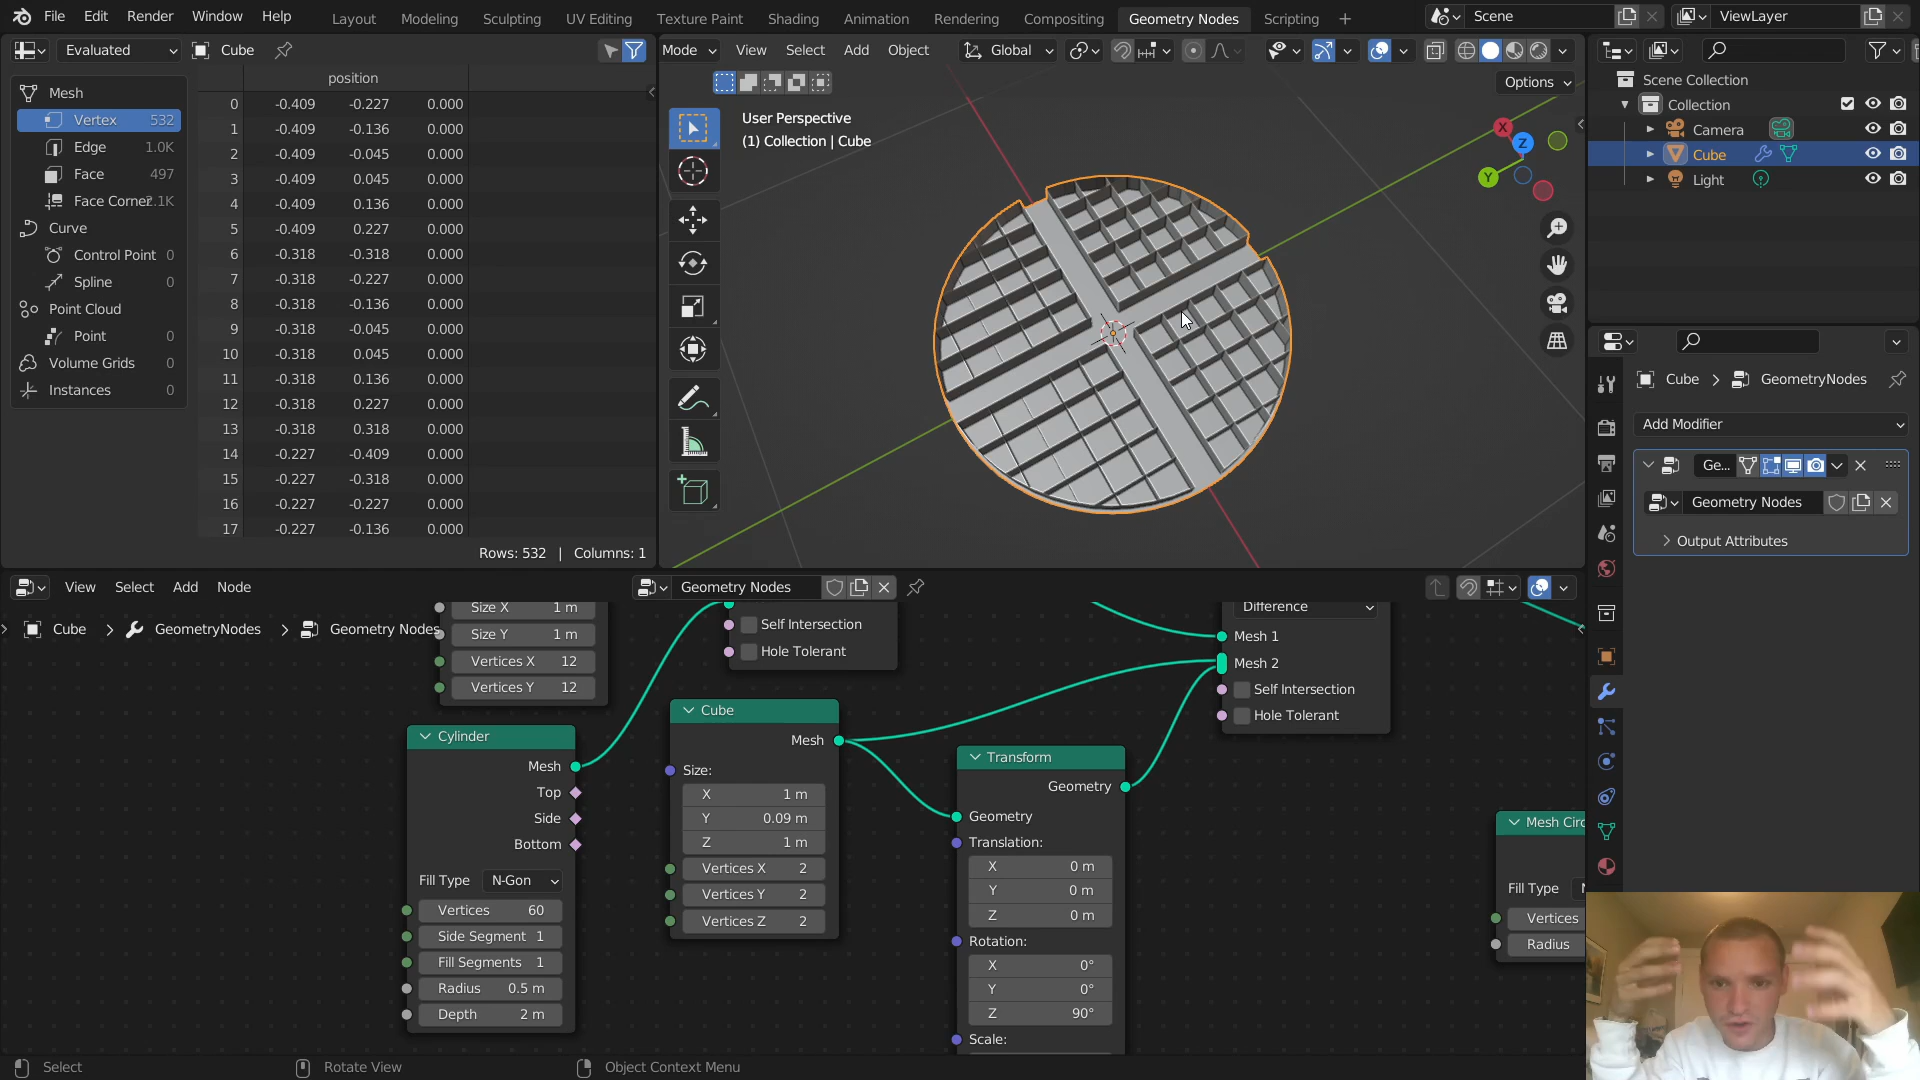 File Edit Render Window Help Layout Modeling Sculpting UV Editing Texture Paint Shading Animation Rendering Compositing Geometry Nodes Scripting + Scene ViewLayer
Evaluated Cube
Mode View Select Add Object Global
Options
position
Mesh
Vertex 532
Edge 1.0K
Face 497
Face Corner 2.1K
Curve
Control Point 0
Spline 0
Point Cloud
Point 0
Volume Grids 0
Instances 0
0 -0.409 -0.227 0.000
1 -0.409 -0.136 0.000
2 -0.409 -0.045 0.000
3 -0.409 0.045 0.000
4 -0.409 0.136 0.000
5 -0.409 0.227 0.000
6 -0.318 -0.318 0.000
7 -0.318 -0.227 0.000
8 -0.318 -0.136 0.000
9 -0.318 -0.045 0.000
10 -0.318 0.045 0.000
11 -0.318 0.136 0.000
12 -0.318 0.227 0.000
13 -0.318 0.318 0.000
14 -0.227 -0.409 0.000
15 -0.227 -0.318 0.000
16 -0.227 -0.227 0.000
17 -0.227 -0.136 0.000
Rows: 532 | Columns: 1
User Perspective
(1) Collection | Cube
X
Z
Y
Scene Collection
Collection
Camera
Cube
Light
Cube > GeometryNodes
Add Modifier
Ge...
Geometry Nodes
Output Attributes
View Select Add Node
Geometry Nodes
Cube > GeometryNodes > Geometry Nodes
Size X 1 m
Size Y 1 m
Vertices X 12
Vertices Y 12
Self Intersection
Hole Tolerant
Difference
Mesh 1
Mesh 2
Self Intersection
Hole Tolerant
Cylinder
Mesh
Top
Side
Bottom
Fill Type N-Gon
Vertices 60
Side Segment 1
Fill Segments 1
Radius 0.5 m
Depth 2 m
Cube
Mesh
Size:
X 1 m
Y 0.09 m
Z 1 m
Vertices X 2
Vertices Y 2
Vertices Z 2
Transform
Geometry
Geometry
Translation:
X 0 m
Y 0 m
Z 0 m
Rotation:
X 0°
Y 0°
Z 90°
Scale:
Mesh Circ
Fill Type
Vertices
Radius
Select Rotate View Object Context Menu